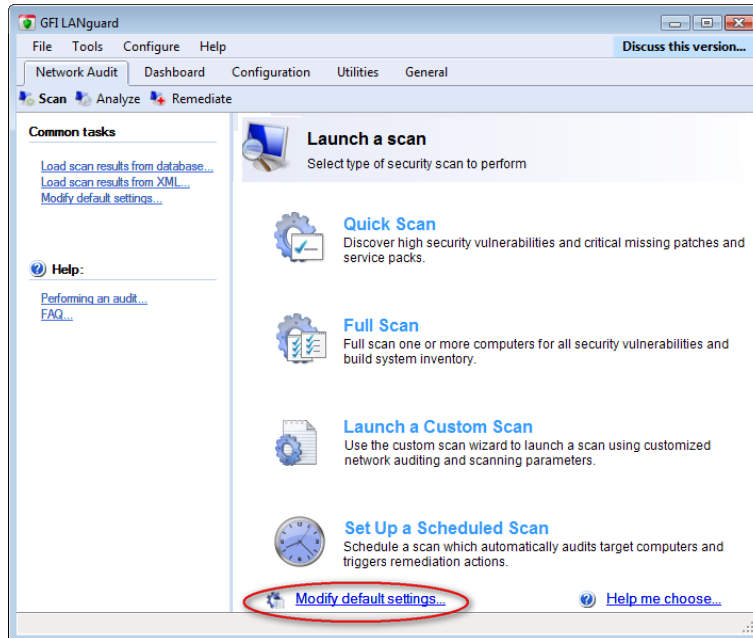 GFI LANguard
File Tools Configure Help
Discuss this version...
Network Audit Dashboard Configuration Utilities General
Scan Analyze Remediate
Common tasks
Load scan results from database...
Load scan results from XML...
Modify default settings...
Help:
Performing an audit...
FAQ...
Launch a scan
Select type of security scan to perform
Quick Scan
Discover high security vulnerabilities and critical missing patches and
service packs.
Full Scan
Full scan one or more computers for all security vulnerabilities and
build system inventory.
Launch a Custom Scan
Use the custom scan wizard to launch a scan using customized
network auditing and scanning parameters.
Set Up a Scheduled Scan
Schedule a scan which automatically audits target computers and
triggers remediation actions.
Modify default settings...
Help me choose...